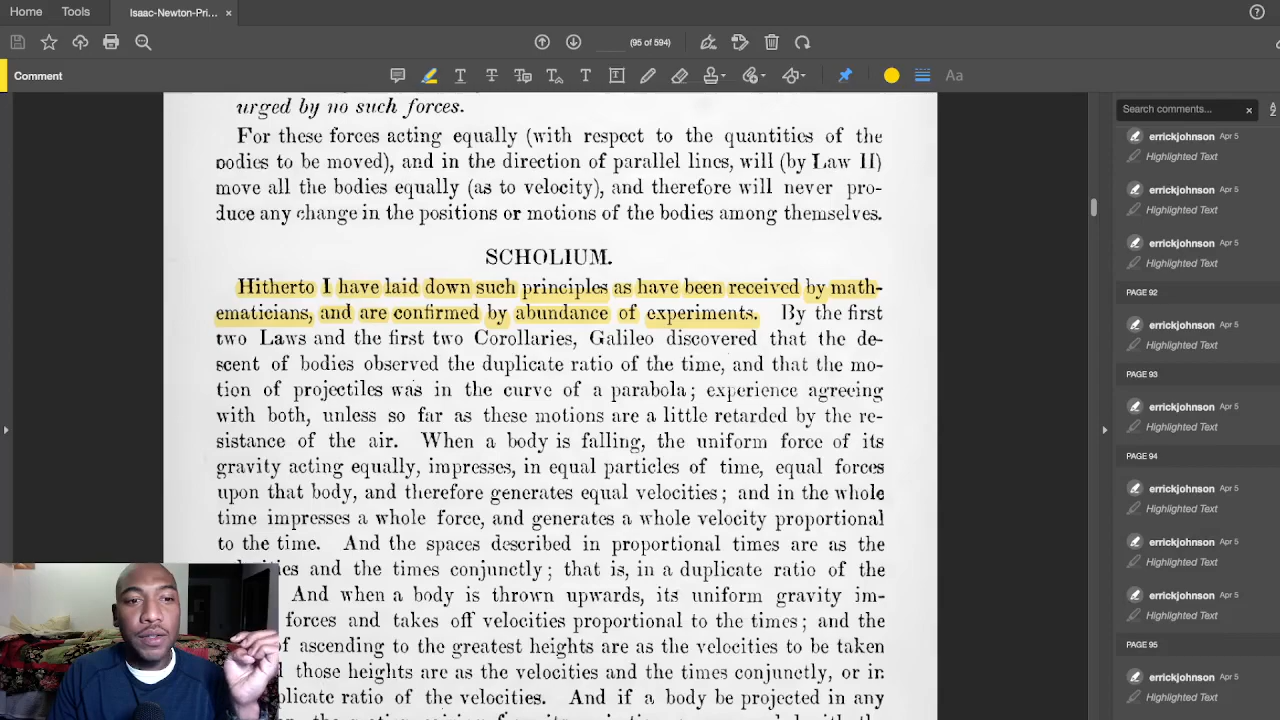 Home
Tools
Isaac-Newton-Pri...
(95 of 594)
Comment
Aa
Search comments...
urged by no such forces.
For these forces acting equally (with respect to the quantities of the
bodies to be moved), and in the direction of parallel lines, will (by Law II)
move all the bodies equally (as to velocity), and therefore will never pro-
duce any change in the positions or motions of the bodies among themselves.
SCHOLIUM.
Hitherto I have laid down such principles as have been received by math-
ematicians, and are confirmed by abundance of experiments. By the first
two Laws and the first two Corollaries, Galileo discovered that the de-
scent of bodies observed the duplicate ratio of the time, and that the mo-
tion of projectiles was in the curve of a parabola; experience agreeing
with both, unless so far as these motions are a little retarded by the re-
sistance of the air. When a body is falling, the uniform force of its
gravity acting equally, impresses, in equal particles of time, equal forces
upon that body, and therefore generates equal velocities; and in the whole
time impresses a whole force, and generates a whole velocity proportional
to the time. And the spaces described in proportional times are as the
and the times conjunctly; that is, in a duplicate ratio of the
And when a body is thrown upwards, its uniform gravity im-
forces and takes off velocities proportional to the times; and the
of ascending to the greatest heights are as the velocities to be taken
those heights are as the velocities and the times conjunctly, or in
ratio of the velocities. And if a body be projected in any
errickjohnson Apr 5
Highlighted Text
errickjohnson Apr 5
Highlighted Text
errickjohnson Apr 5
Highlighted Text
PAGE 92
errickjohnson Apr 5
Highlighted Text
PAGE 93
errickjohnson Apr 5
Highlighted Text
PAGE 94
errickjohnson Apr 5
Highlighted Text
errickjohnson Apr 5
Highlighted Text
errickjohnson Apr 5
Highlighted Text
PAGE 95
errickjohnson Apr 5
Highlighted Text